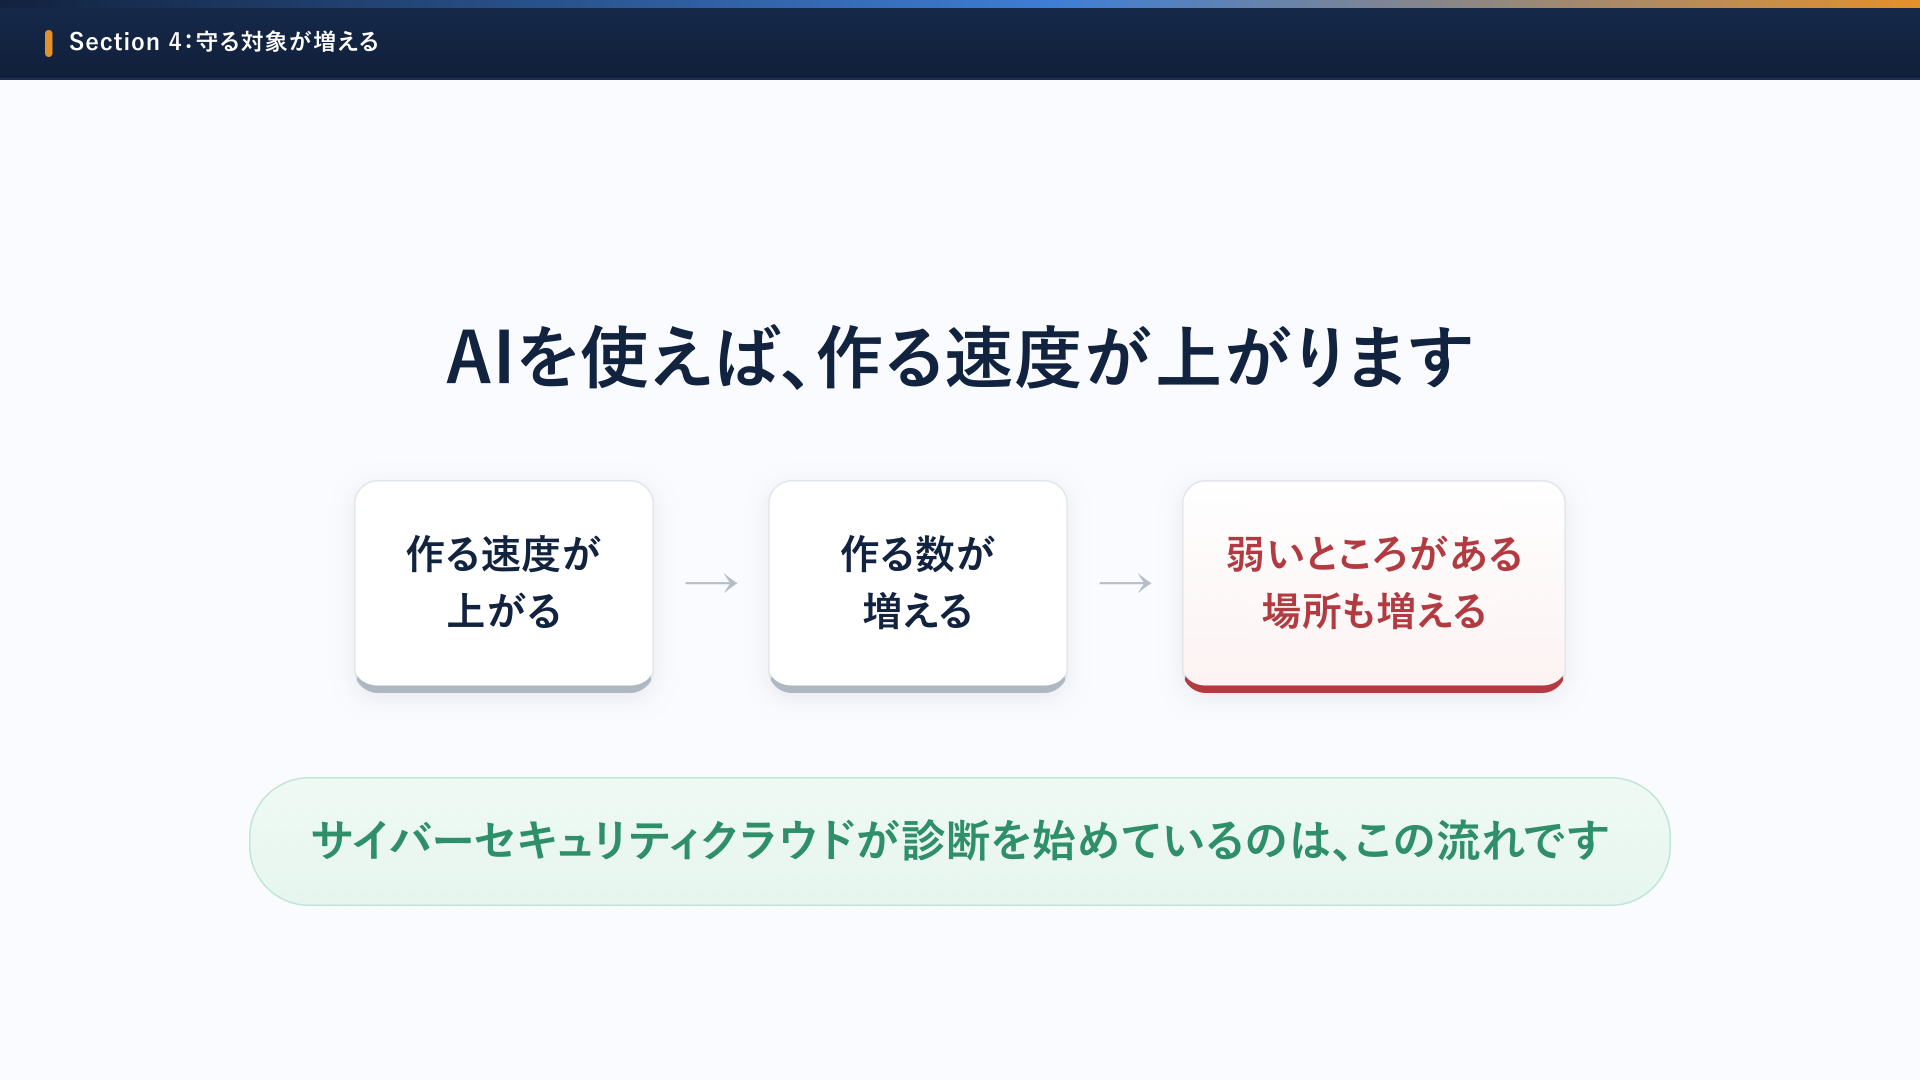 Section 4：守る対象が増える
AIを使えば、作る速度が上がります
作る速度が
上がる
→
作る数が
増える
→
弱いところがある
場所も増える
サイバーセキュリティクラウドが診断を始めているのは、この流れです